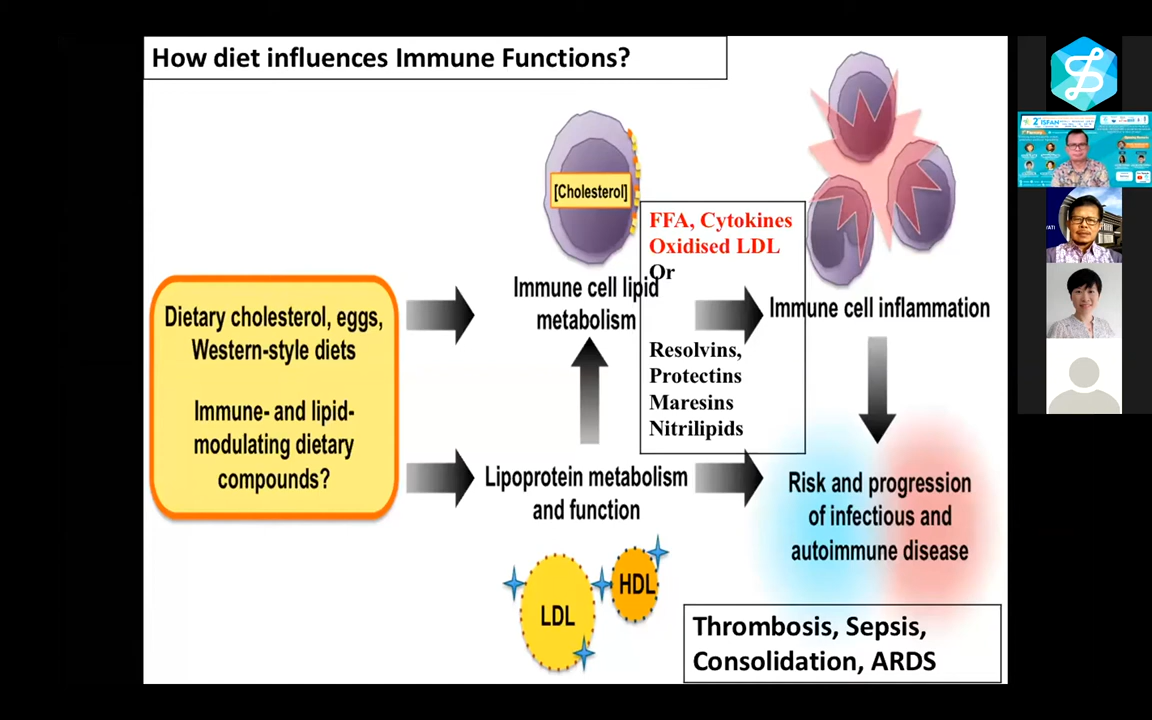 How diet influences Immune Functions?
[Cholesterol]
FFA, Cytokines
Oxidised LDL
Or
Resolvins,
Protectins
Maresins
Nitrilipids
Immune cell lipid
metabolism
Immune cell inflammation
Dietary cholesterol, eggs,
Western-style diets
Immune- and lipid-
modulating dietary
compounds?
Lipoprotein metabolism
and function
Risk and progression
of infectious and
autoimmune disease
LDL
HDL
Thrombosis, Sepsis,
Consolidation, ARDS
ISFAN